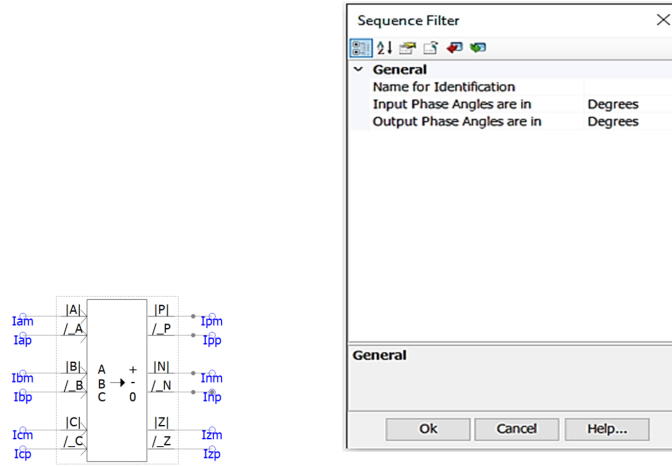 Sequence Filter
General
Name for Identification
Input Phase Angles are in Degrees
Output Phase Angles are in Degrees
General
Ok Cancel Help...
Iam |A| |P| Ipm
Iap /_A /_P Ipp
Ibm |B| A + |N| Inm
Ibp /_B B - /_N Inp
C 0
Icm |C| |Z| Izm
Icp /_C /_Z Izp